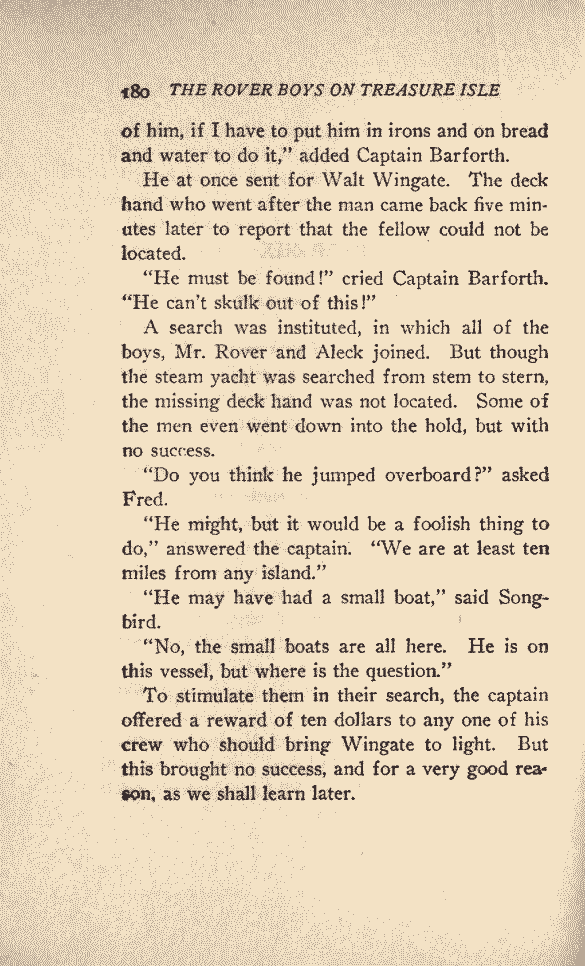 180 THE ROVER BOYS ON TREASURE ISLE
of him, if I have to put him in irons and on bread
and water to do it,” added Captain Barforth.
He at once sent for Walt Wingate. The deck
hand who went after the man came back five min-
utes later to report that the fellow could not be
located.
“He must be found!” cried Captain Barforth.
“He can't skulk out of this!”
A search was instituted, in which all of the
boys, Mr. Rover and Aleck joined. But though
the steam yacht was searched from stem to stern,
the missing deck hand was not located. Some of
the men even went down into the hold, but with
no success.
“Do you think he jumped overboard?” asked
Fred.
“He might, but it would be a foolish thing to
do,” answered the captain. “We are at least ten
miles from any island.”
“He may have had a small boat,” said Song-
bird.
“No, the small boats are all here. He is on
this vessel, but where is the question.”
To stimulate them in their search, the captain
offered a reward of ten dollars to any one of his
crew who should bring Wingate to light. But
this brought no success, and for a very good rea-
son, as we shall learn later.